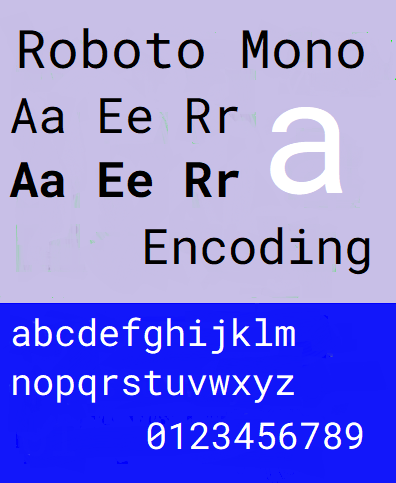 Roboto Mono
Aa Ee Rr
a
Aa Ee Rr
Encoding
abcdefghijklm
nopqrstuvwxyz
0123456789